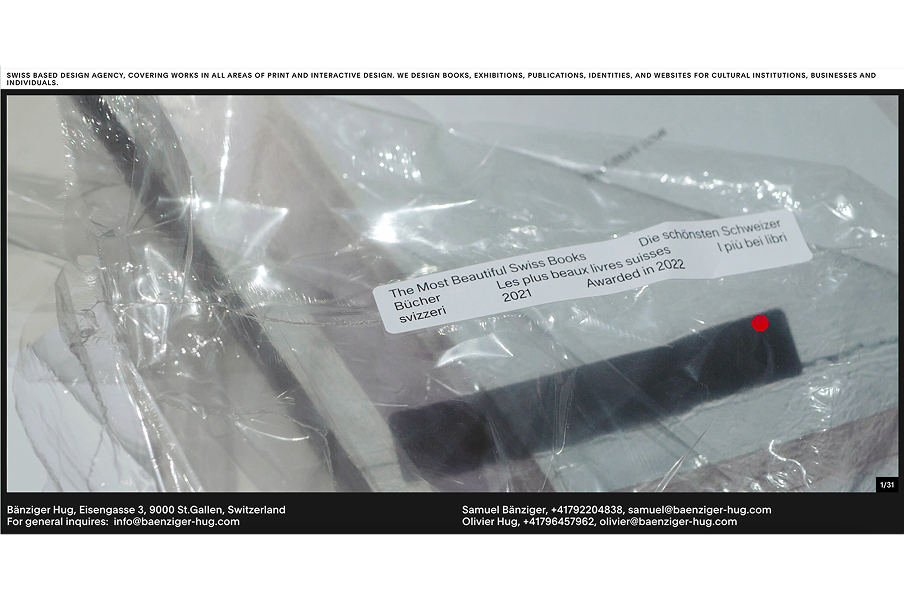 SWISS BASED DESIGN AGENCY, COVERING WORKS IN ALL AREAS OF PRINT AND INTERACTIVE DESIGN. WE DESIGN BOOKS, EXHIBITIONS, PUBLICATIONS, IDENTITIES, AND WEBSITES FOR CULTURAL INSTITUTIONS, BUSINESSES AND
INDIVIDUALS.
The Most Beautiful Swiss Books Die schönsten Schweizer
Bücher Les plus beaux livres suisses I più bei libri
svizzeri 2021 Awarded in 2022
1/31
Bänziger Hug, Eisengasse 3, 9000 St.Gallen, Switzerland
For general inquires: info@baenziger-hug.com
Samuel Bänziger, +41792204838, samuel@baenziger-hug.com
Olivier Hug, +41796457962, olivier@baenziger-hug.com